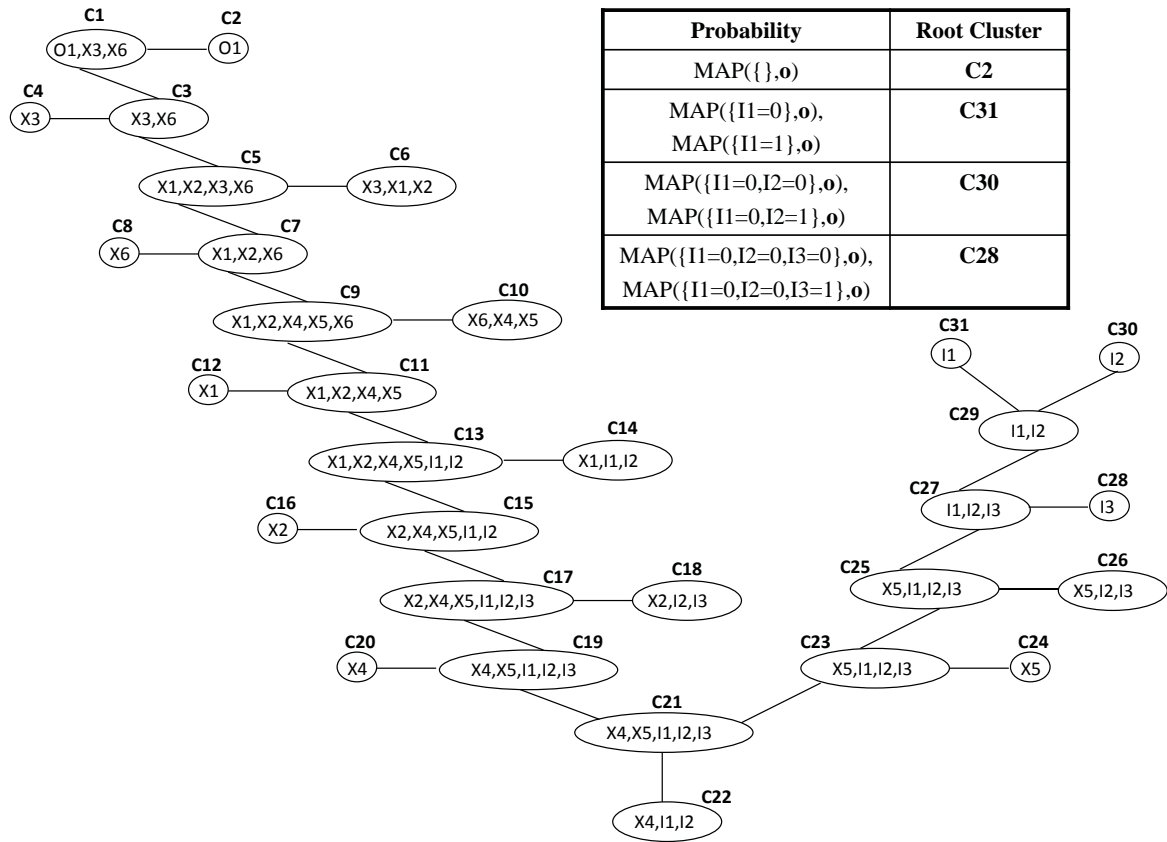 C1
O1,X3,X6
C2
O1
C4
X3
C3
X3,X6
C5
X1,X2,X3,X6
C6
X3,X1,X2
C8
X6
C7
X1,X2,X6
C9
X1,X2,X4,X5,X6
C10
X6,X4,X5
C12
X1
C11
X1,X2,X4,X5
C13
X1,X2,X4,X5,I1,I2
C14
X1,I1,I2
C16
X2
C15
X2,X4,X5,I1,I2
C17
X2,X4,X5,I1,I2,I3
C18
X2,I2,I3
C20
X4
C19
X4,X5,I1,I2,I3
C21
X4,X5,I1,I2,I3
C22
X4,I1,I2
C23
X5,I1,I2,I3
C24
X5
C25
X5,I1,I2,I3
C26
X5,I2,I3
C27
I1,I2,I3
C28
I3
C29
I1,I2
C31
I1
C30
I2
Probability Root Cluster
MAP({},o) C2
MAP({I1=0},o), C31
MAP({I1=1},o)
MAP({I1=0,I2=0},o), C30
MAP({I1=0,I2=1},o)
MAP({I1=0,I2=0,I3=0},o), C28
MAP({I1=0,I2=0,I3=1},o)